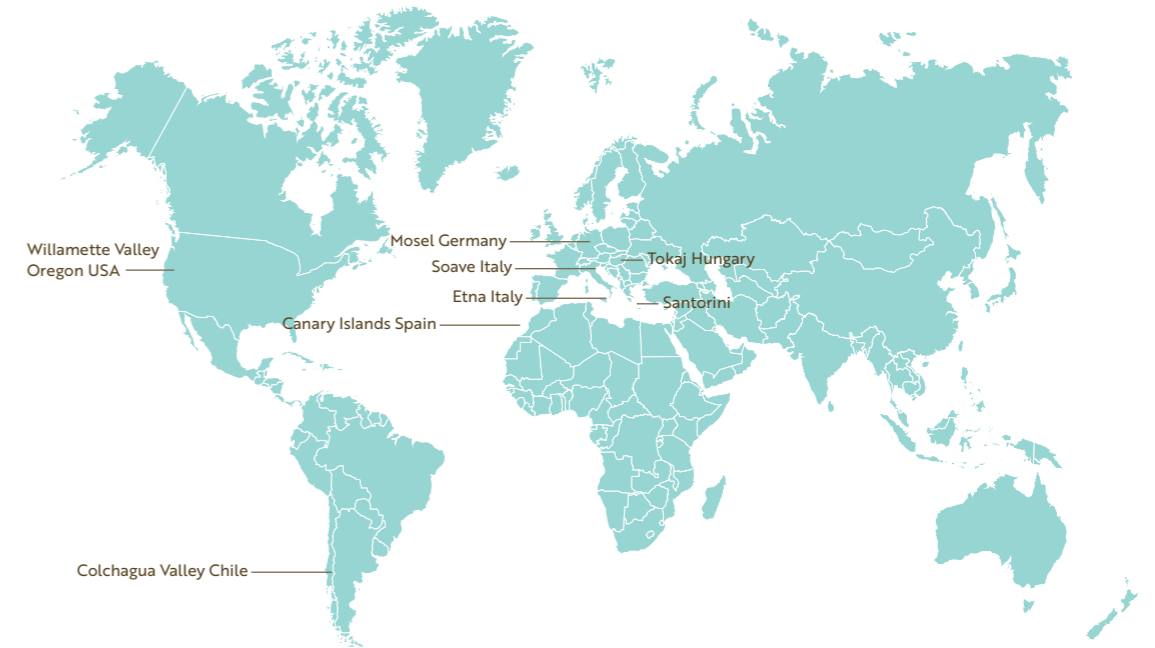 Willamette Valley
Oregon USA
Mosel Germany
Tokaj Hungary
Soave Italy
Etna Italy
Santorini
Canary Islands Spain
Colchagua Valley Chile